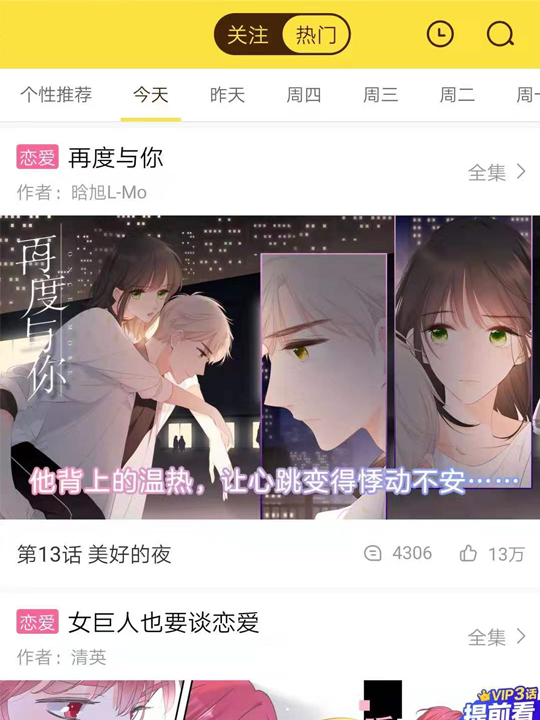 关注 热门
个性推荐 今天 昨天 周四 周三 周二 周一
恋爱 再度与你
作者：晗旭L-Mo 全集
再度与你
他背上的温热，让心跳变得悸动不安……
第13话 美好的夜 4306 13万
恋爱 女巨人也要谈恋爱
作者：清英 全集
VIP3话
提前看